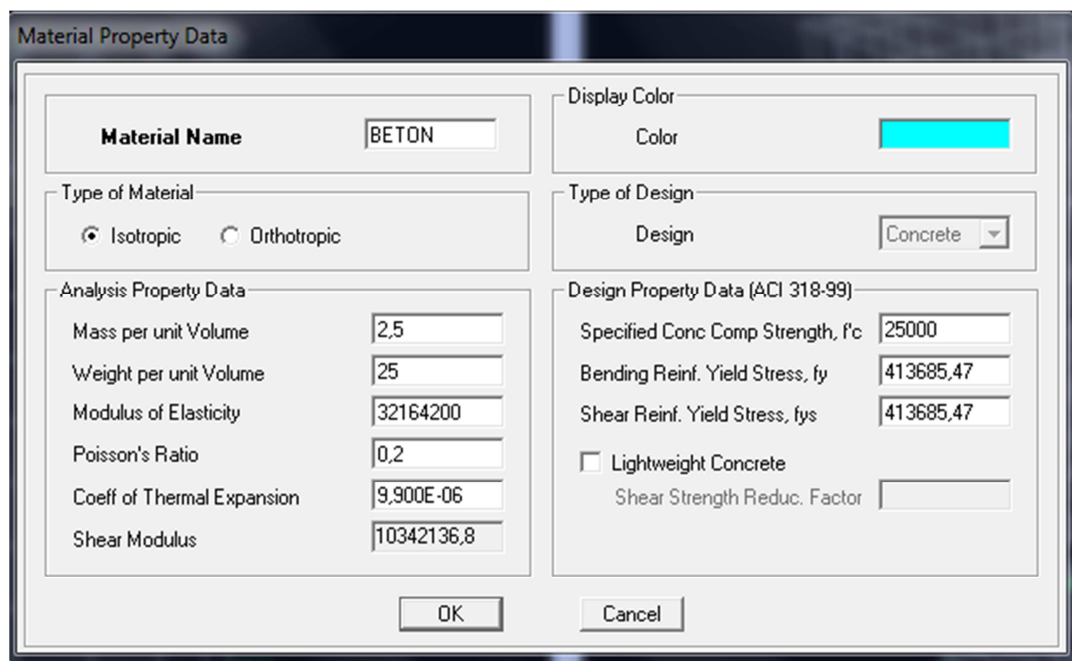 Material Property Data
Material Name BETON
Display Color
Color
Type of Material
Isotropic Orthotropic
Type of Design
Design Concrete
Analysis Property Data
Mass per unit Volume 2,5
Weight per unit Volume 25
Modulus of Elasticity 32164200
Poisson's Ratio 0,2
Coeff of Thermal Expansion 9,900E-06
Shear Modulus 10342136,8
Design Property Data (ACI 318-99)
Specified Conc Comp Strength, f'c 25000
Bending Reinf. Yield Stress, fy 413685,47
Shear Reinf. Yield Stress, fys 413685,47
Lightweight Concrete
Shear Strength Reduc. Factor
OK Cancel